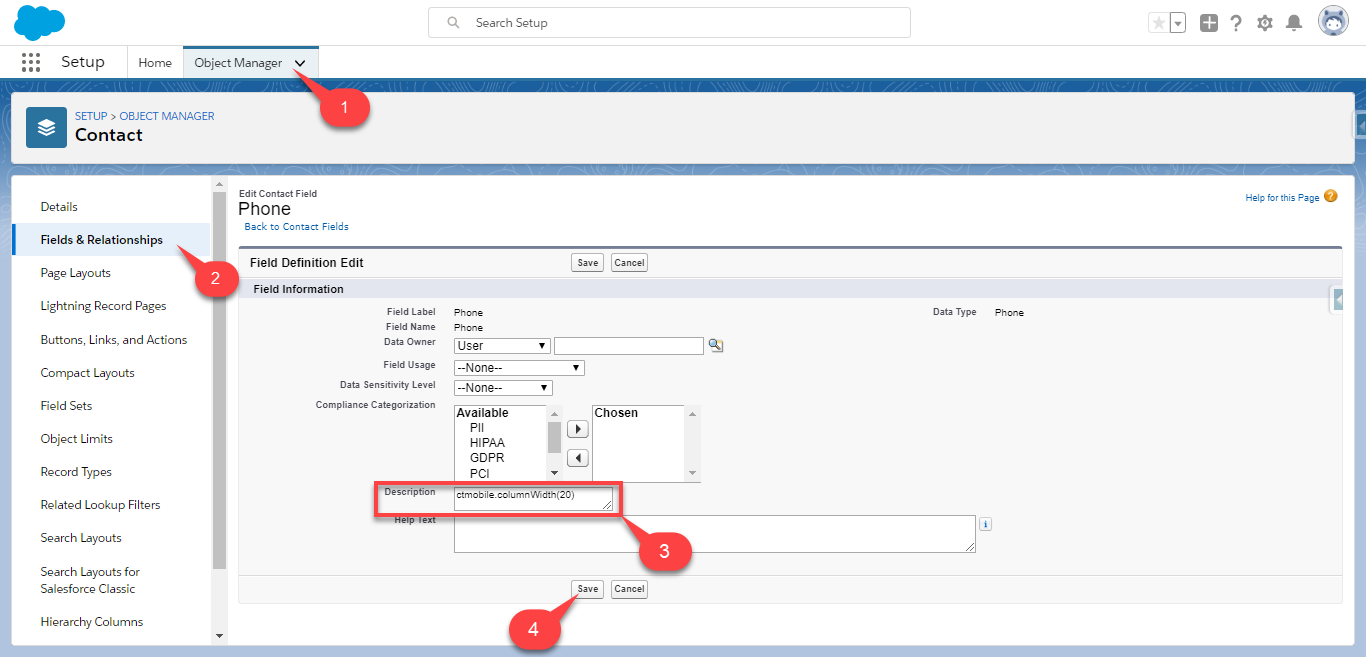 Search Setup
Setup
Home
Object Manager
1
SETUP > OBJECT MANAGER
Contact
Details
Fields & Relationships
2
Page Layouts
Lightning Record Pages
Buttons, Links, and Actions
Compact Layouts
Field Sets
Object Limits
Record Types
Related Lookup Filters
Search Layouts
Search Layouts for
Salesforce Classic
Hierarchy Columns
Edit Contact Field
Phone
Back to Contact Fields
Help for this Page ?
Field Definition Edit
Save
Cancel
Field Information
Field Label Phone
Data Type Phone
Field Name Phone
Data Owner User
Field Usage --None--
Data Sensitivity Level --None--
Compliance Categorization
Available
PII
HIPAA
GDPR
PCI
Chosen
Description ctmobile.columnWidth(20)
Help Text
i
3
Save
Cancel
4